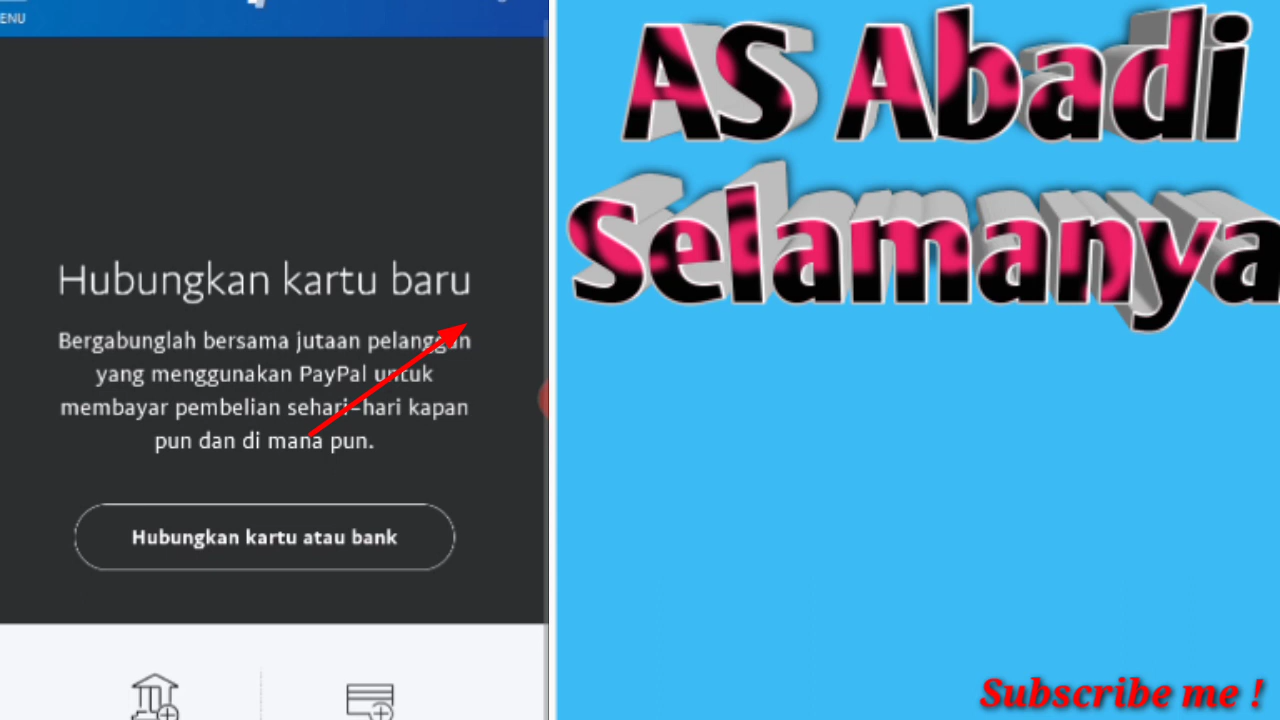 ENU
Hubungkan kartu baru
Bergabunglah bersama jutaan pelanggan
yang menggunakan PayPal untuk
membayar pembelian sehari-hari kapan
pun dan di mana pun.
Hubungkan kartu atau bank
AS Abadi
Selamanya
Subscribe me !